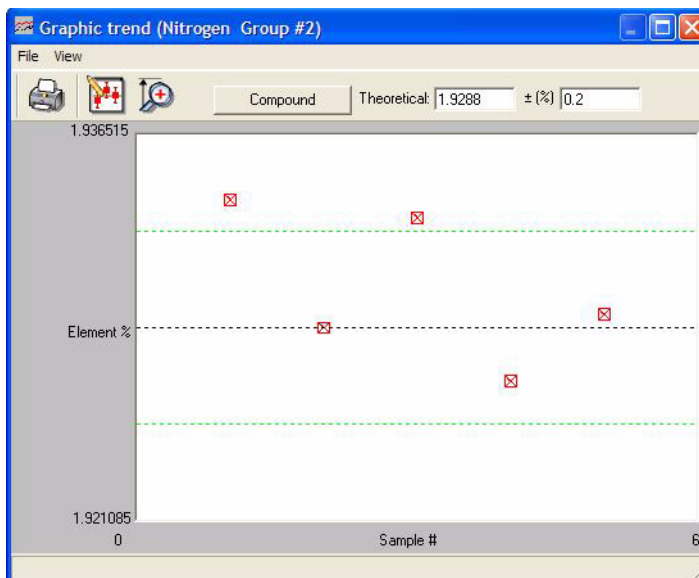 Graphic trend (Nitrogen Group #2)
File View
Compound Theoretical: 1.9288 ± (%) 0.2
1.936515
Element %
1.921085
0 Sample # 6